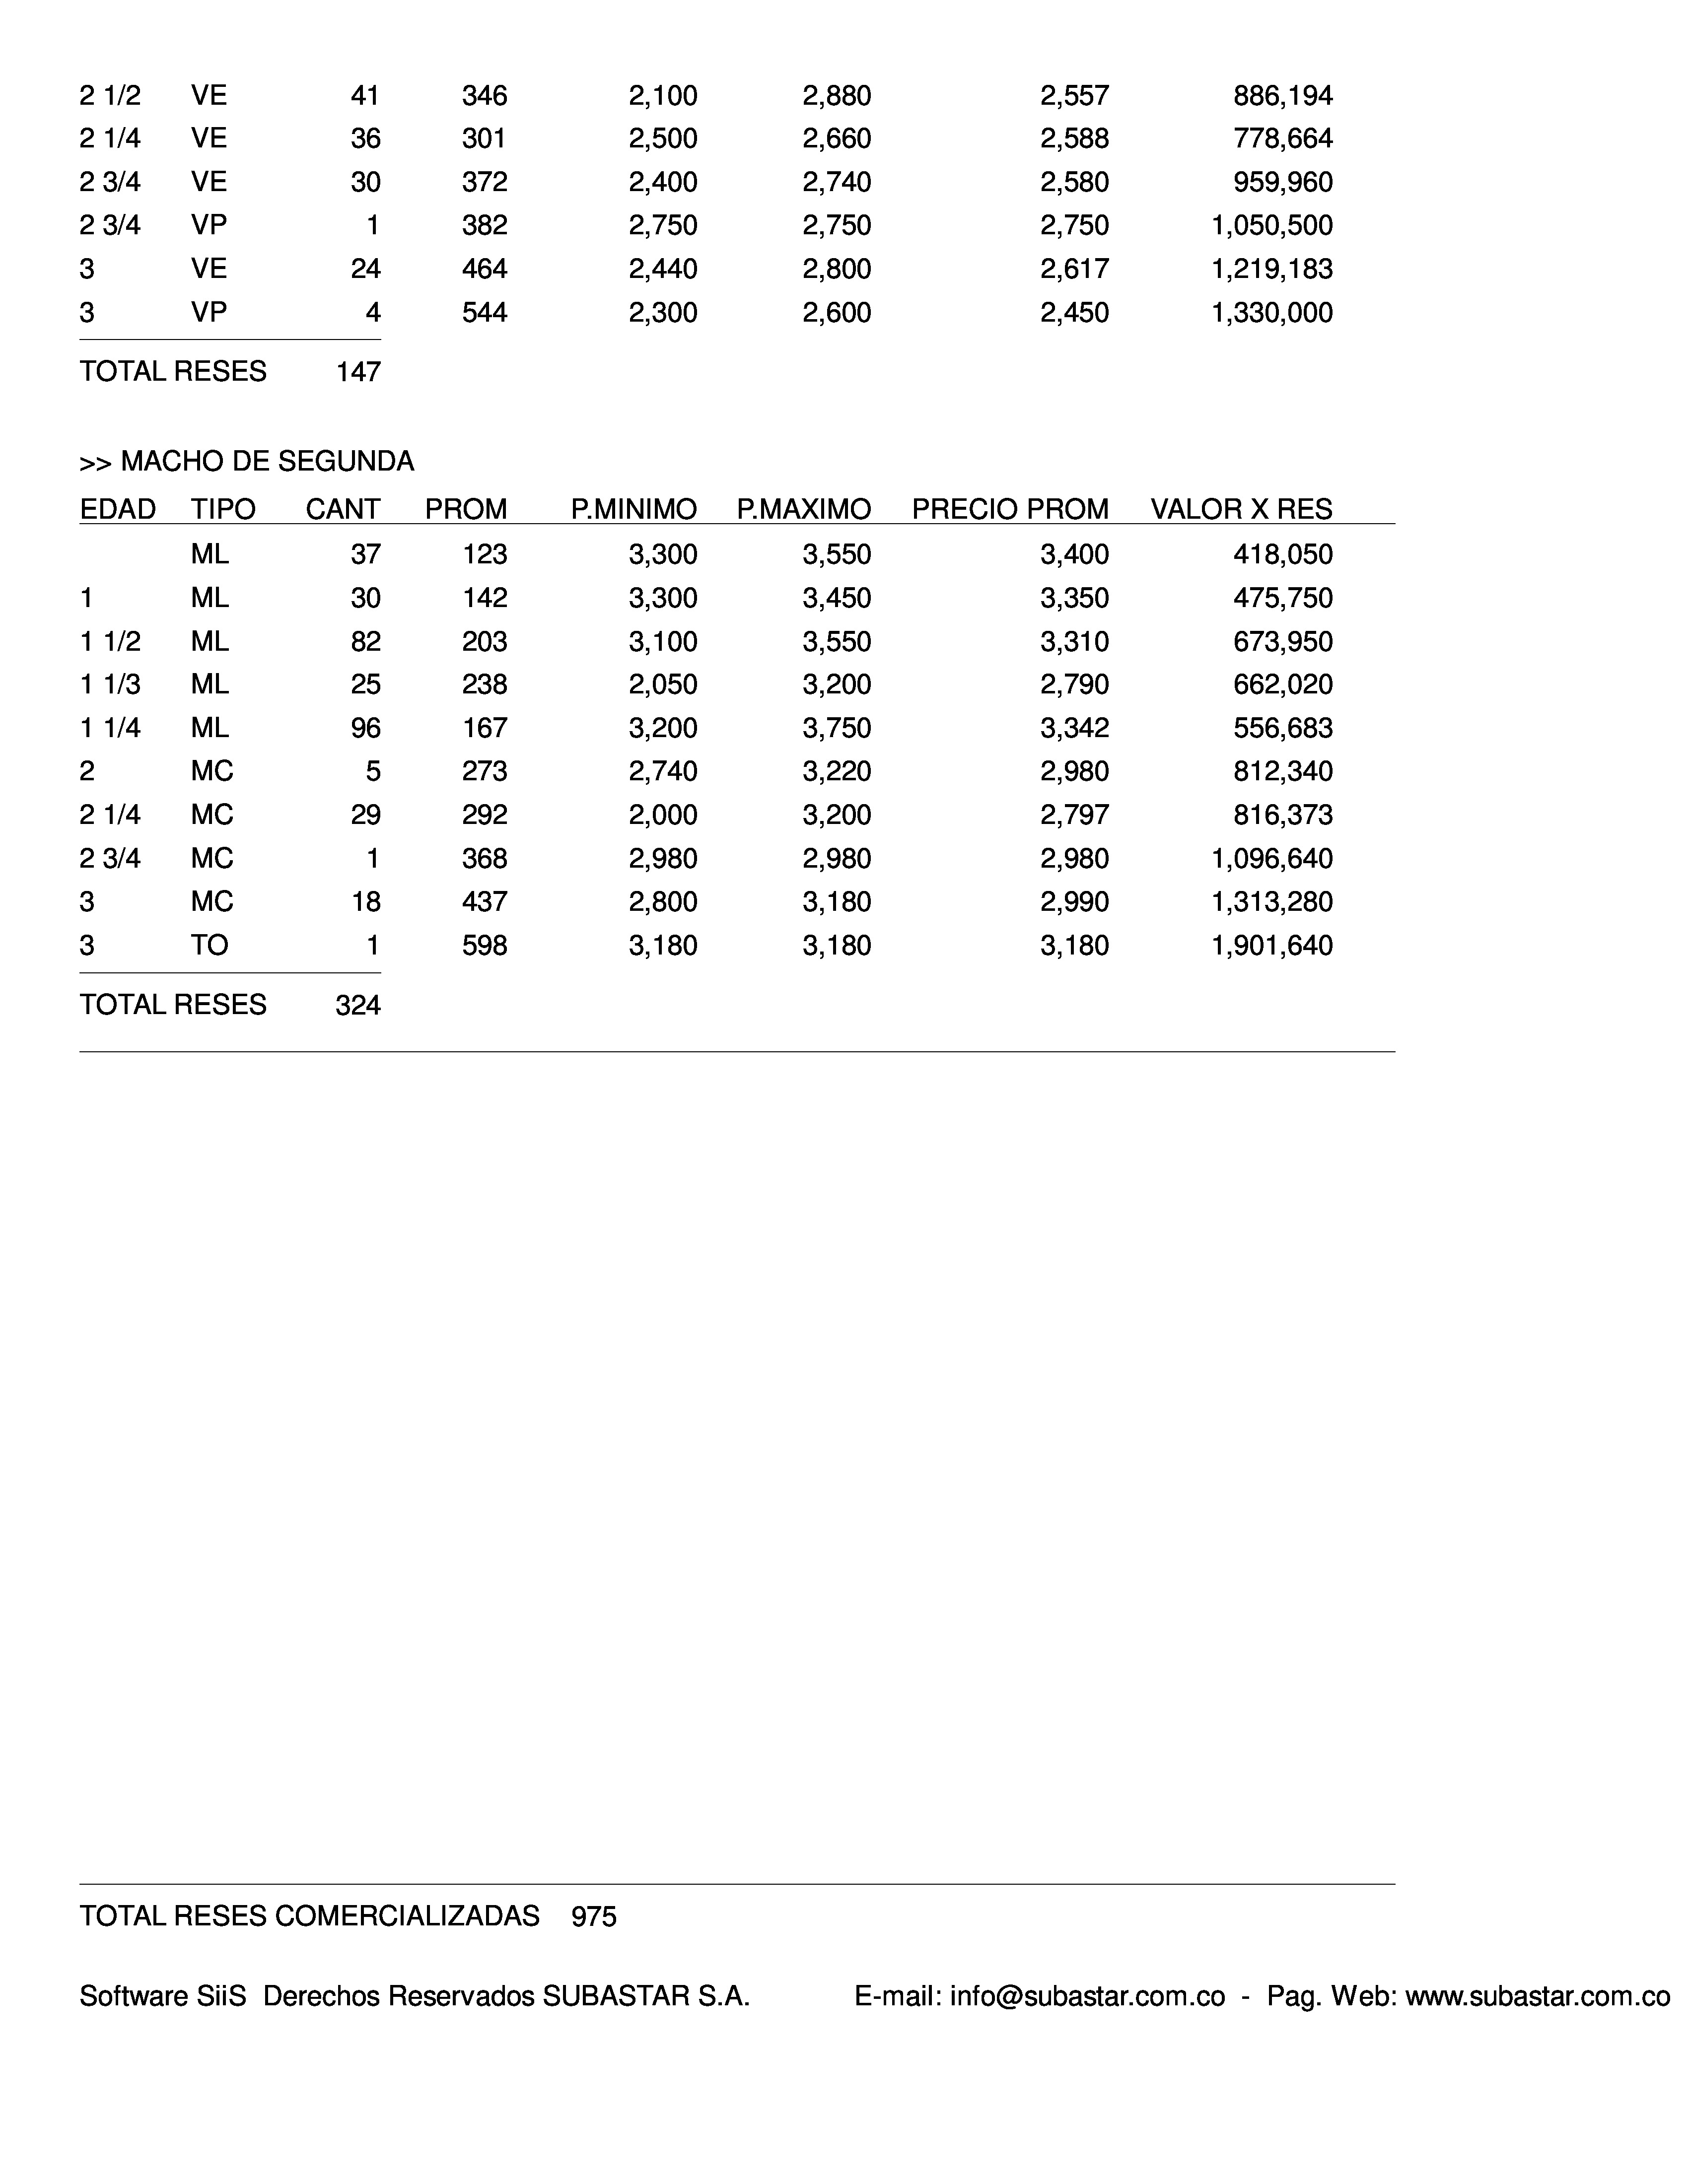 2 1/2 VE 41 346 2,100 2,880 2,557 886,194
2 1/4 VE 36 301 2,500 2,660 2,588 778,664
2 3/4 VE 30 372 2,400 2,740 2,580 959,960
2 3/4 VP 1 382 2,750 2,750 2,750 1,050,500
3 VE 24 464 2,440 2,800 2,617 1,219,183
3 VP 4 544 2,300 2,600 2,450 1,330,000
TOTAL RESES 147
>> MACHO DE SEGUNDA
EDAD TIPO CANT PROM P.MINIMO P.MAXIMO PRECIO PROM VALOR X RES
ML 37 123 3,300 3,550 3,400 418,050
1 ML 30 142 3,300 3,450 3,350 475,750
1 1/2 ML 82 203 3,100 3,550 3,310 673,950
1 1/3 ML 25 238 2,050 3,200 2,790 662,020
1 1/4 ML 96 167 3,200 3,750 3,342 556,683
2 MC 5 273 2,740 3,220 2,980 812,340
2 1/4 MC 29 292 2,000 3,200 2,797 816,373
2 3/4 MC 1 368 2,980 2,980 2,980 1,096,640
3 MC 18 437 2,800 3,180 2,990 1,313,280
3 TO 1 598 3,180 3,180 3,180 1,901,640
TOTAL RESES 324
TOTAL RESES COMERCIALIZADAS 975
Software SiiS Derechos Reservados SUBASTAR S.A. E-mail: info@subastar.com.co - Pag. Web: www.subastar.com.co